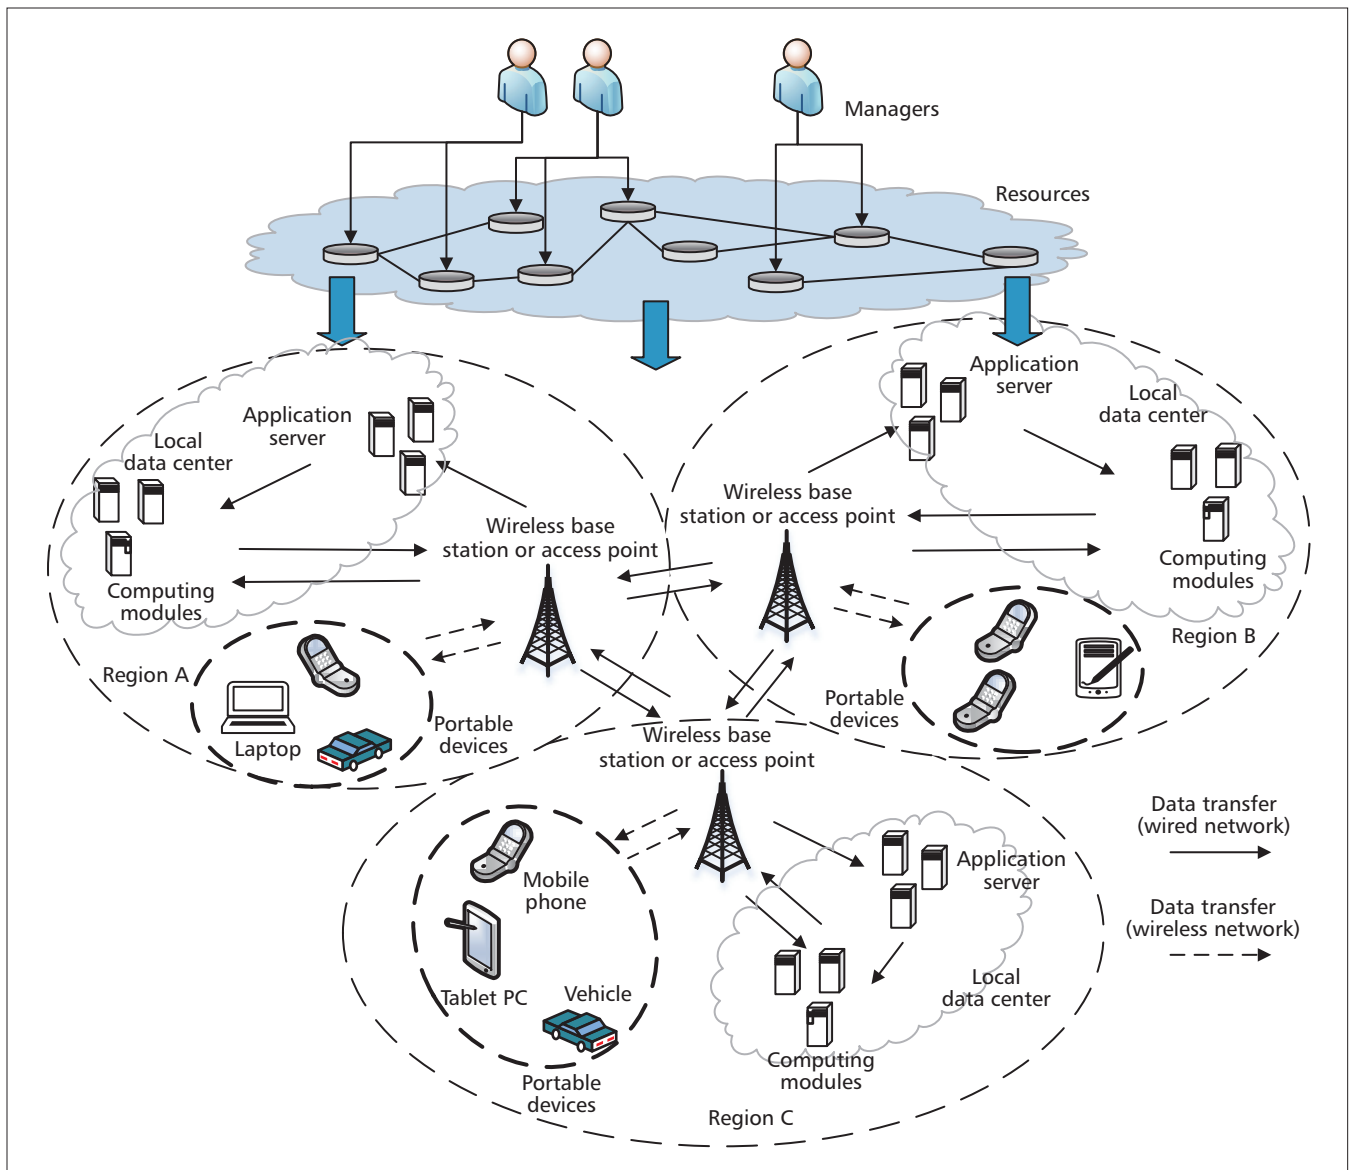 Managers
Resources
Application
server
Local
data center
Wireless base
station or access point
Computing
modules
Region A
Laptop
Portable
devices
Application
server
Local
data center
Wireless base
station or access point
Computing
modules
Region B
Portable
devices
Wireless base
station or access point
Mobile
phone
Tablet PC
Vehicle
Portable
devices
Application
server
Local
data center
Computing
modules
Region C
Data transfer
(wired network)
Data transfer
(wireless network)